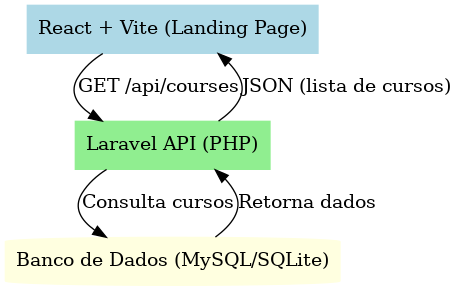 React + Vite (Landing Page)
GET /api/courses
JSON (lista de cursos)
Laravel API (PHP)
Consulta cursos
Retorna dados
Banco de Dados (MySQL/SQLite)